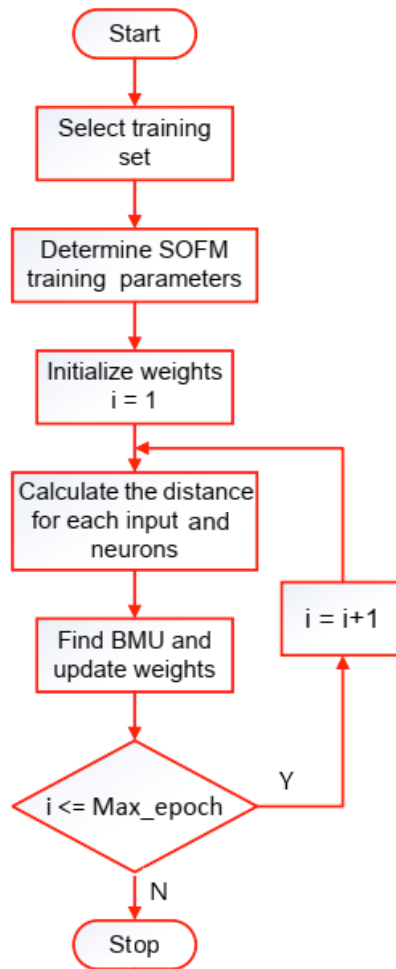 Start
Select training
set
Determine SOFM
training parameters
Initialize weights
i = 1
Calculate the distance
for each input and
neurons
i = i+1
Find BMU and
update weights
i <= Max_epoch
Y
N
Stop